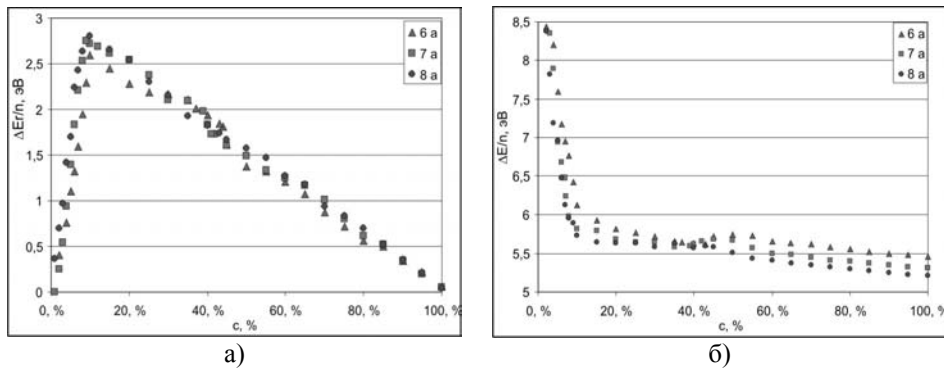 3
2,5
2
1,5
1
0,5
0
ΔEr/n, эВ
6 a
7 a
8 a
0, % 20, % 40, % 60, % 80, % 100, %
c, %
а)
8,5
8
7,5
7
6,5
6
5,5
5
ΔE/n, эВ
6 a
7 a
8 a
0, % 20, % 40, % 60, % 80, % 100, %
c, %
б)